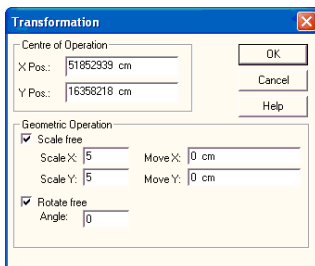 Transformation
Centre of Operation
X Pos.: 51852939 cm
Y Pos.: 16358218 cm
OK
Cancel
Help
Geometric Operation
Scale free
Scale X: 5 Move X: 0 cm
Scale Y: 5 Move Y: 0 cm
Rotate free
Angle: 0